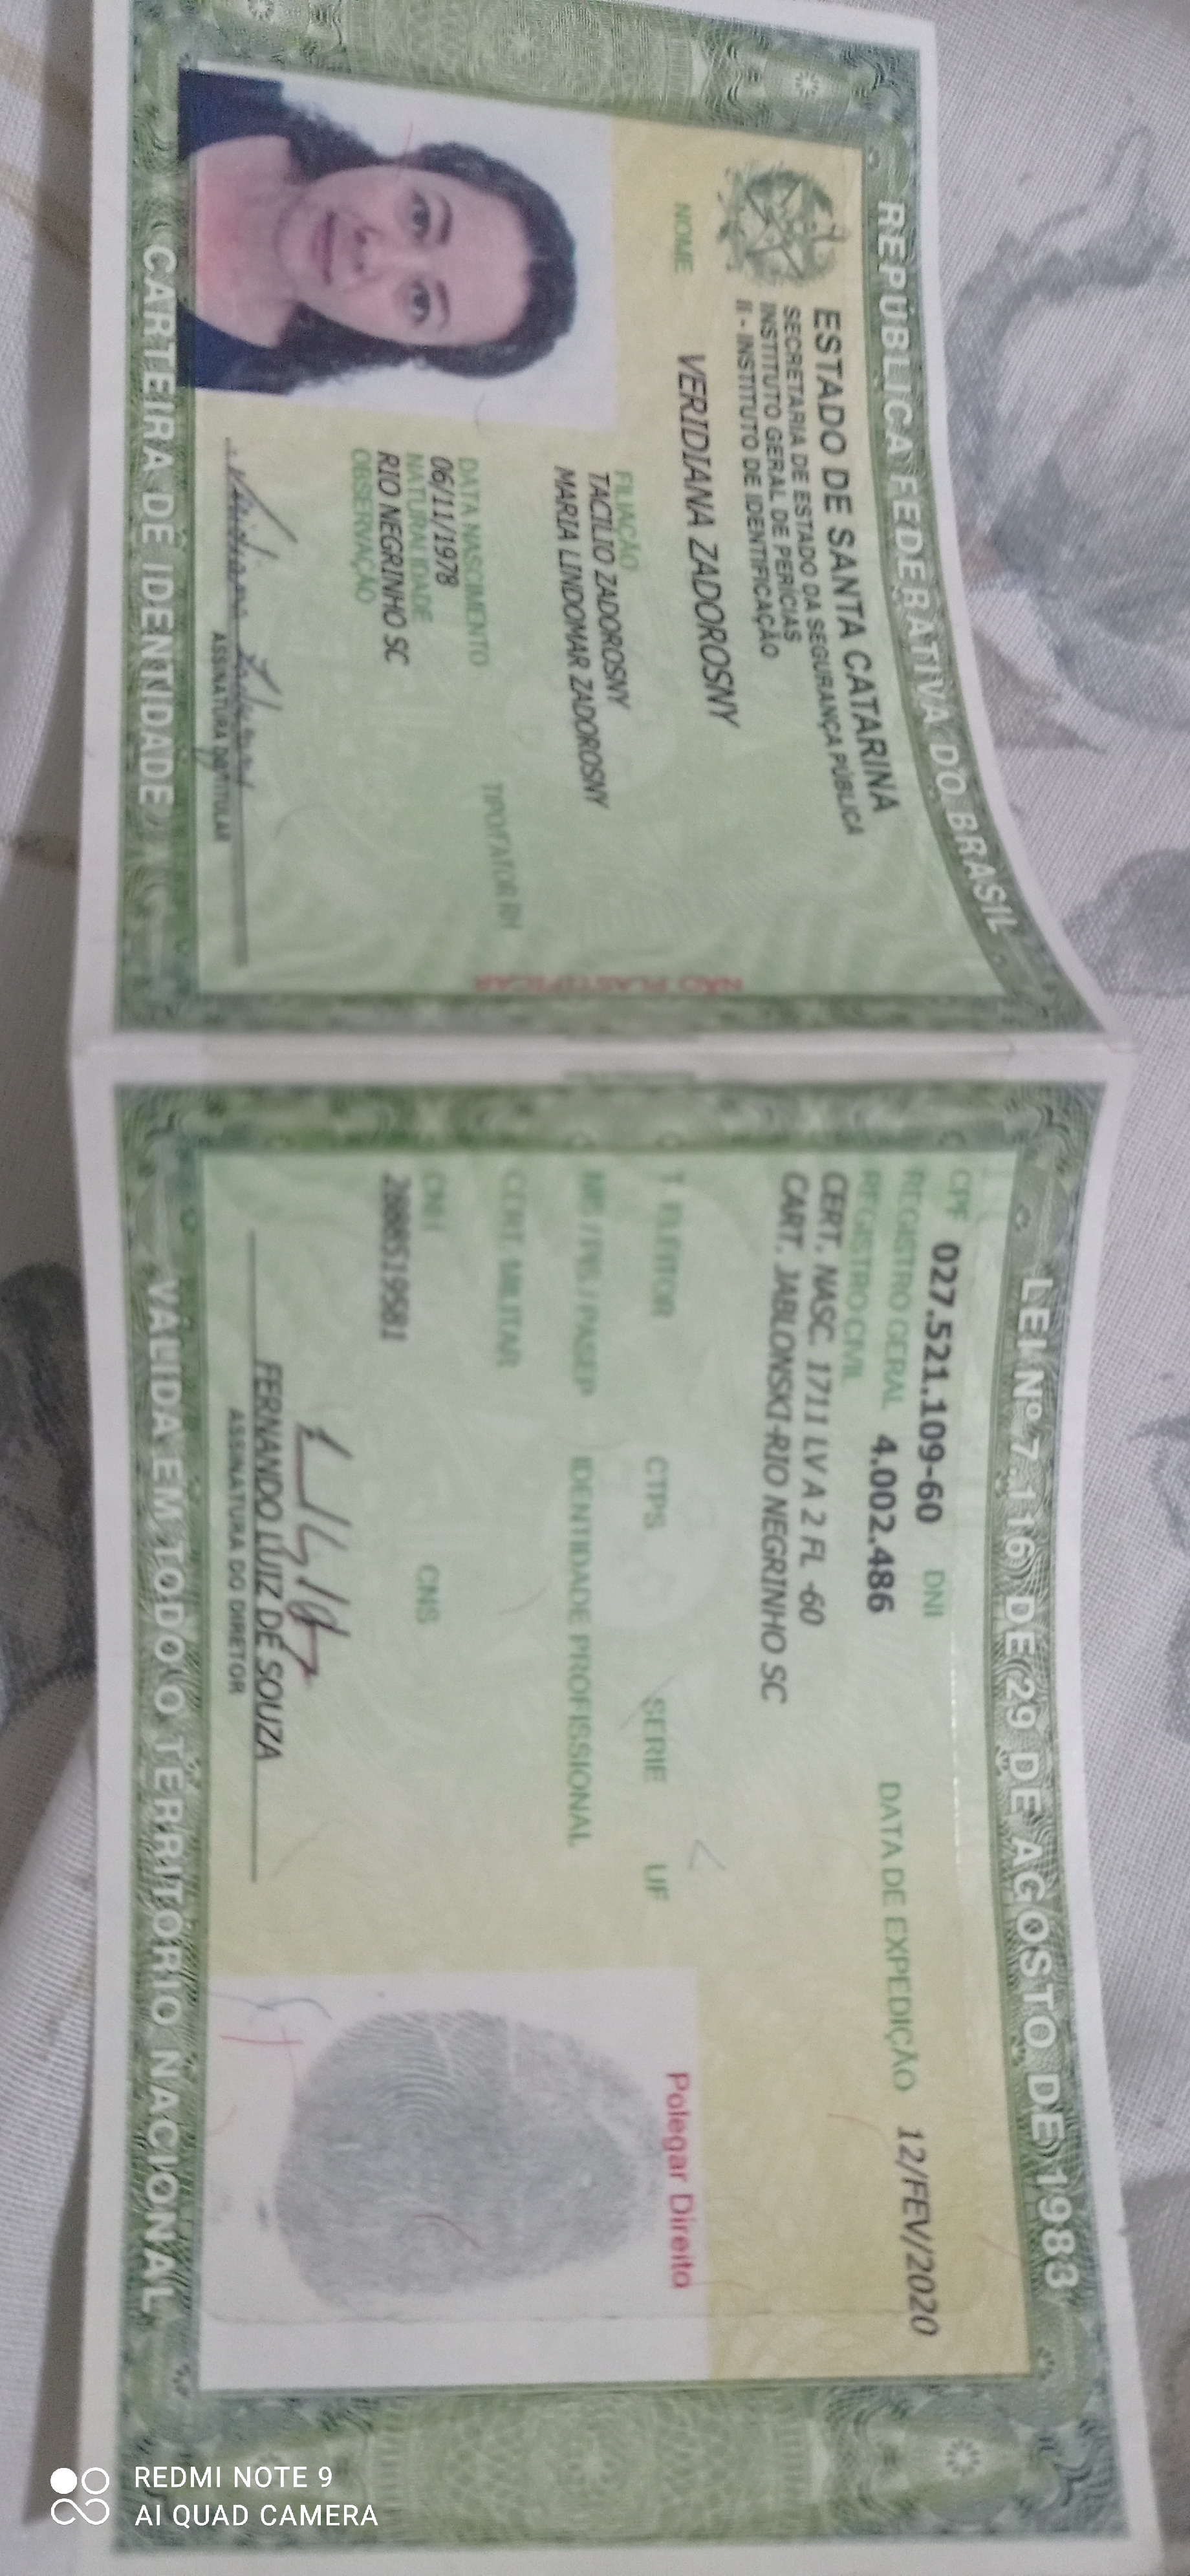 REPÚBLICA FEDERATIVA DO BRASIL
ESTADO DE SANTA CATARINA
SECRETARIA DE ESTADO DA SEGURANÇA PÚBLICA
INSTITUTO GERAL DE PERÍCIAS
II - INSTITUTO DE IDENTIFICAÇÃO
NOME VERIDIANA ZADOROSNY
FILIAÇÃO
TACILIO ZADOROSNY
MARIA LINDOMAR ZADOROSNY
DATA NASCIMENTO TIPO/FATOR RH
06/11/1978
NATURALIDADE
RIO NEGRINHO SC
OBSERVAÇÃO
ASSINATURA DO TITULAR
CARTEIRA DE IDENTIDADE
NÃO PLASTIFICAR
LEI Nº 7.116 DE 29 DE AGOSTO DE 1983
CPF 027.521.109-60 DNI
REGISTRO GERAL 4.002.486 DATA DE EXPEDIÇÃO 12/FEV/2020
REGISTRO CIVIL
CERT. NASC. 1711 LV A 2 FL -60
CART. JABLONSKI-RIO NEGRINHO SC
T. ELEITOR CTPS SERIE UF
NIS / PIS / PASEP IDENTIDADE PROFISSIONAL
CERT. MILITAR
CNH CNS
2688519581
Polegar Direito
FERNANDO LUIZ DE SOUZA
ASSINATURA DO DIRETOR
VÁLIDA EM TODO O TERRITÓRIO NACIONAL
REDMI NOTE 9
AI QUAD CAMERA